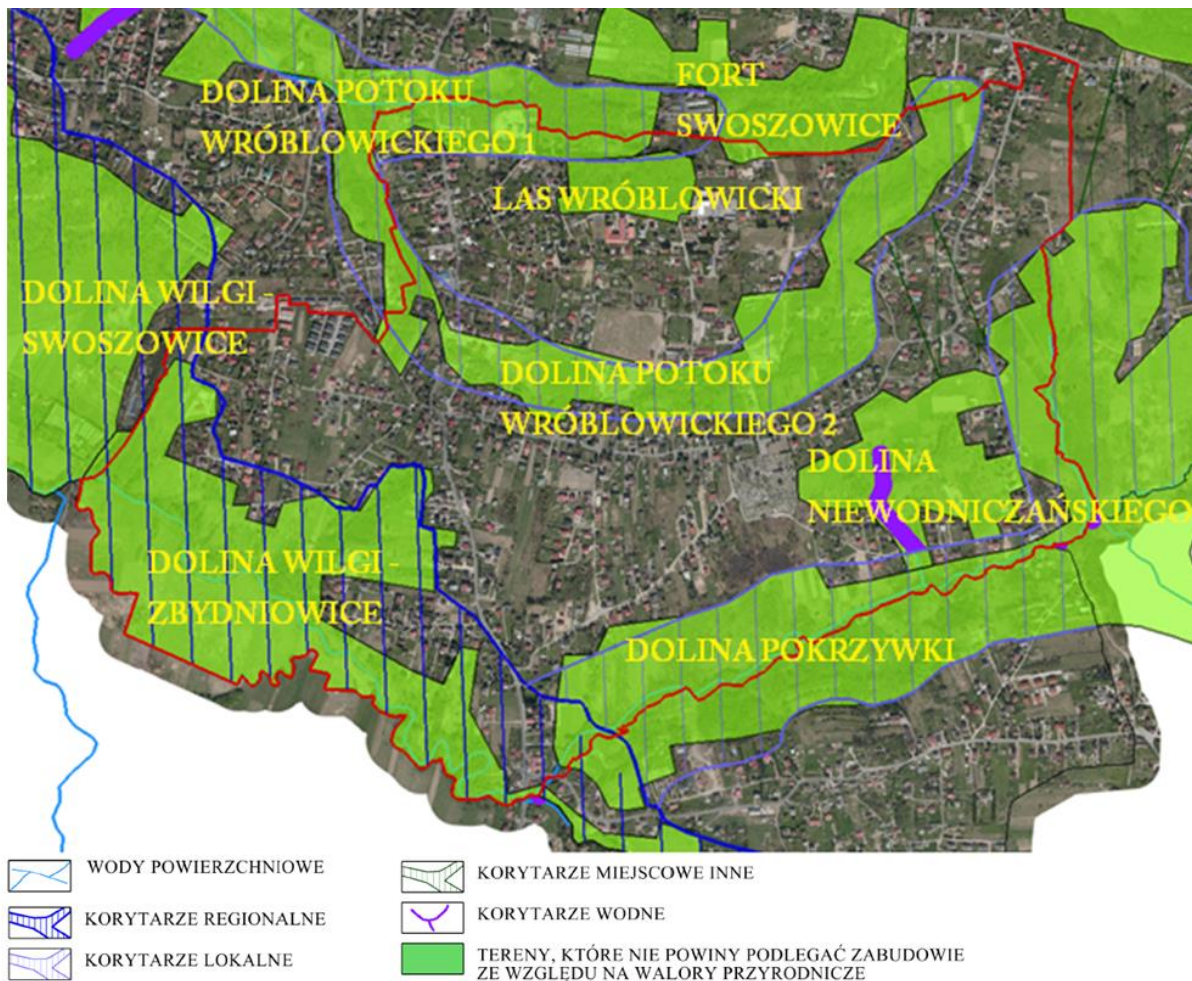 DOLINA POTOKU
WRÓBLOWICKIEGO 1
FORT
SWOSZOWICE
LAS WRÓBLOWICKI
DOLINA WILGI -
SWOSZOWICE
DOLINA POTOKU
WRÓBLOWICKIEGO 2
DOLINA
NIEWODNICZAŃSKIEGO
DOLINA WILGI -
ZBYDNIOWICE
DOLINA POKRZYWKI
WODY POWIERZCHNIOWE
KORYTARZE REGIONALNE
KORYTARZE LOKALNE
KORYTARZE MIEJSCOWE INNE
KORYTARZE WODNE
TERENY, KTÓRE NIE POWINY PODLEGAĆ ZABUDOWIE
ZE WZGLĘDU NA WALORY PRZYRODNICZE